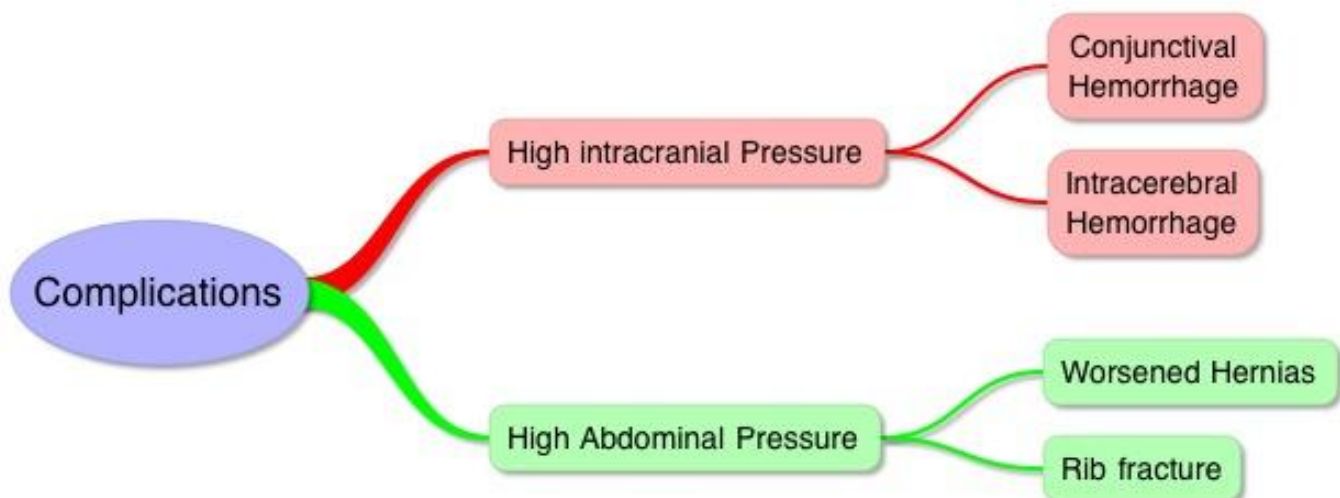 Complications
High intracranial Pressure
Conjunctival
Hemorrhage
Intracerebral
Hemorrhage
High Abdominal Pressure
Worsened Hernias
Rib fracture